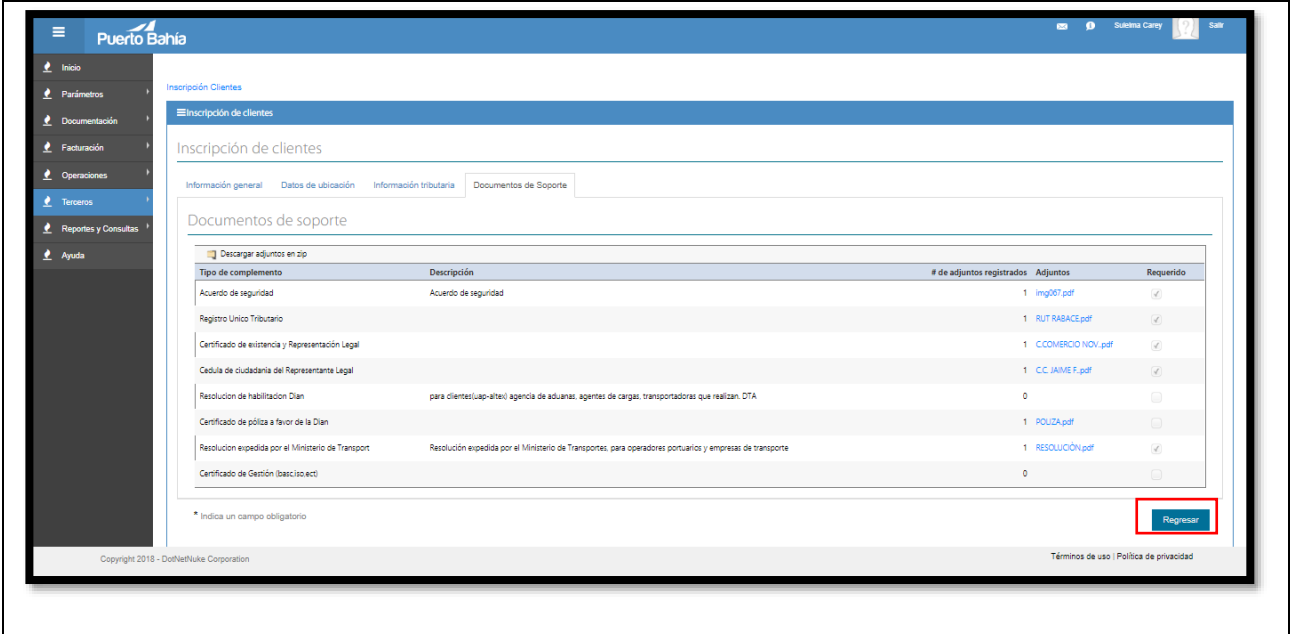 Puerto Bahía
Suleima Carey
Salir
Inicio
Parámetros
Documentación
Facturación
Operaciones
Terceros
Reportes y Consultas
Ayuda
Inscripción Clientes
Inscripción de clientes
Inscripción de clientes
Información general Datos de ubicación Información tributaria Documentos de Soporte
Documentos de soporte
Descargar adjuntos en zip
Tipo de complemento Descripción # de adjuntos registrados Adjuntos Requerido
Acuerdo de seguridad Acuerdo de seguridad 1 img067.pdf
Registro Unico Tributario 1 RUT RABACE.pdf
Certificado de existencia y Representación Legal 1 C.COMERCIO NOV..pdf
Cedula de ciudadanía del Representante Legal 1 C.C. JAIME F..pdf
Resolucion de habilitacion Dian para clientes(uap-altex) agencia de aduanas, agentes de cargas, transportadoras que realizan. DTA 0
Certificado de póliza a favor de la Dian 1 POLIZA.pdf
Resolucion expedida por el Ministerio de Transport Resolución expedida por el Ministerio de Transportes, para operadores portuarios y empresas de transporte 1 RESOLUCIÓN.pdf
Certificado de Gestión (basc,iso,ect) 0
* Indica un campo obligatorio
Regresar
Copyright 2018 - DotNetNuke Corporation
Términos de uso | Política de privacidad